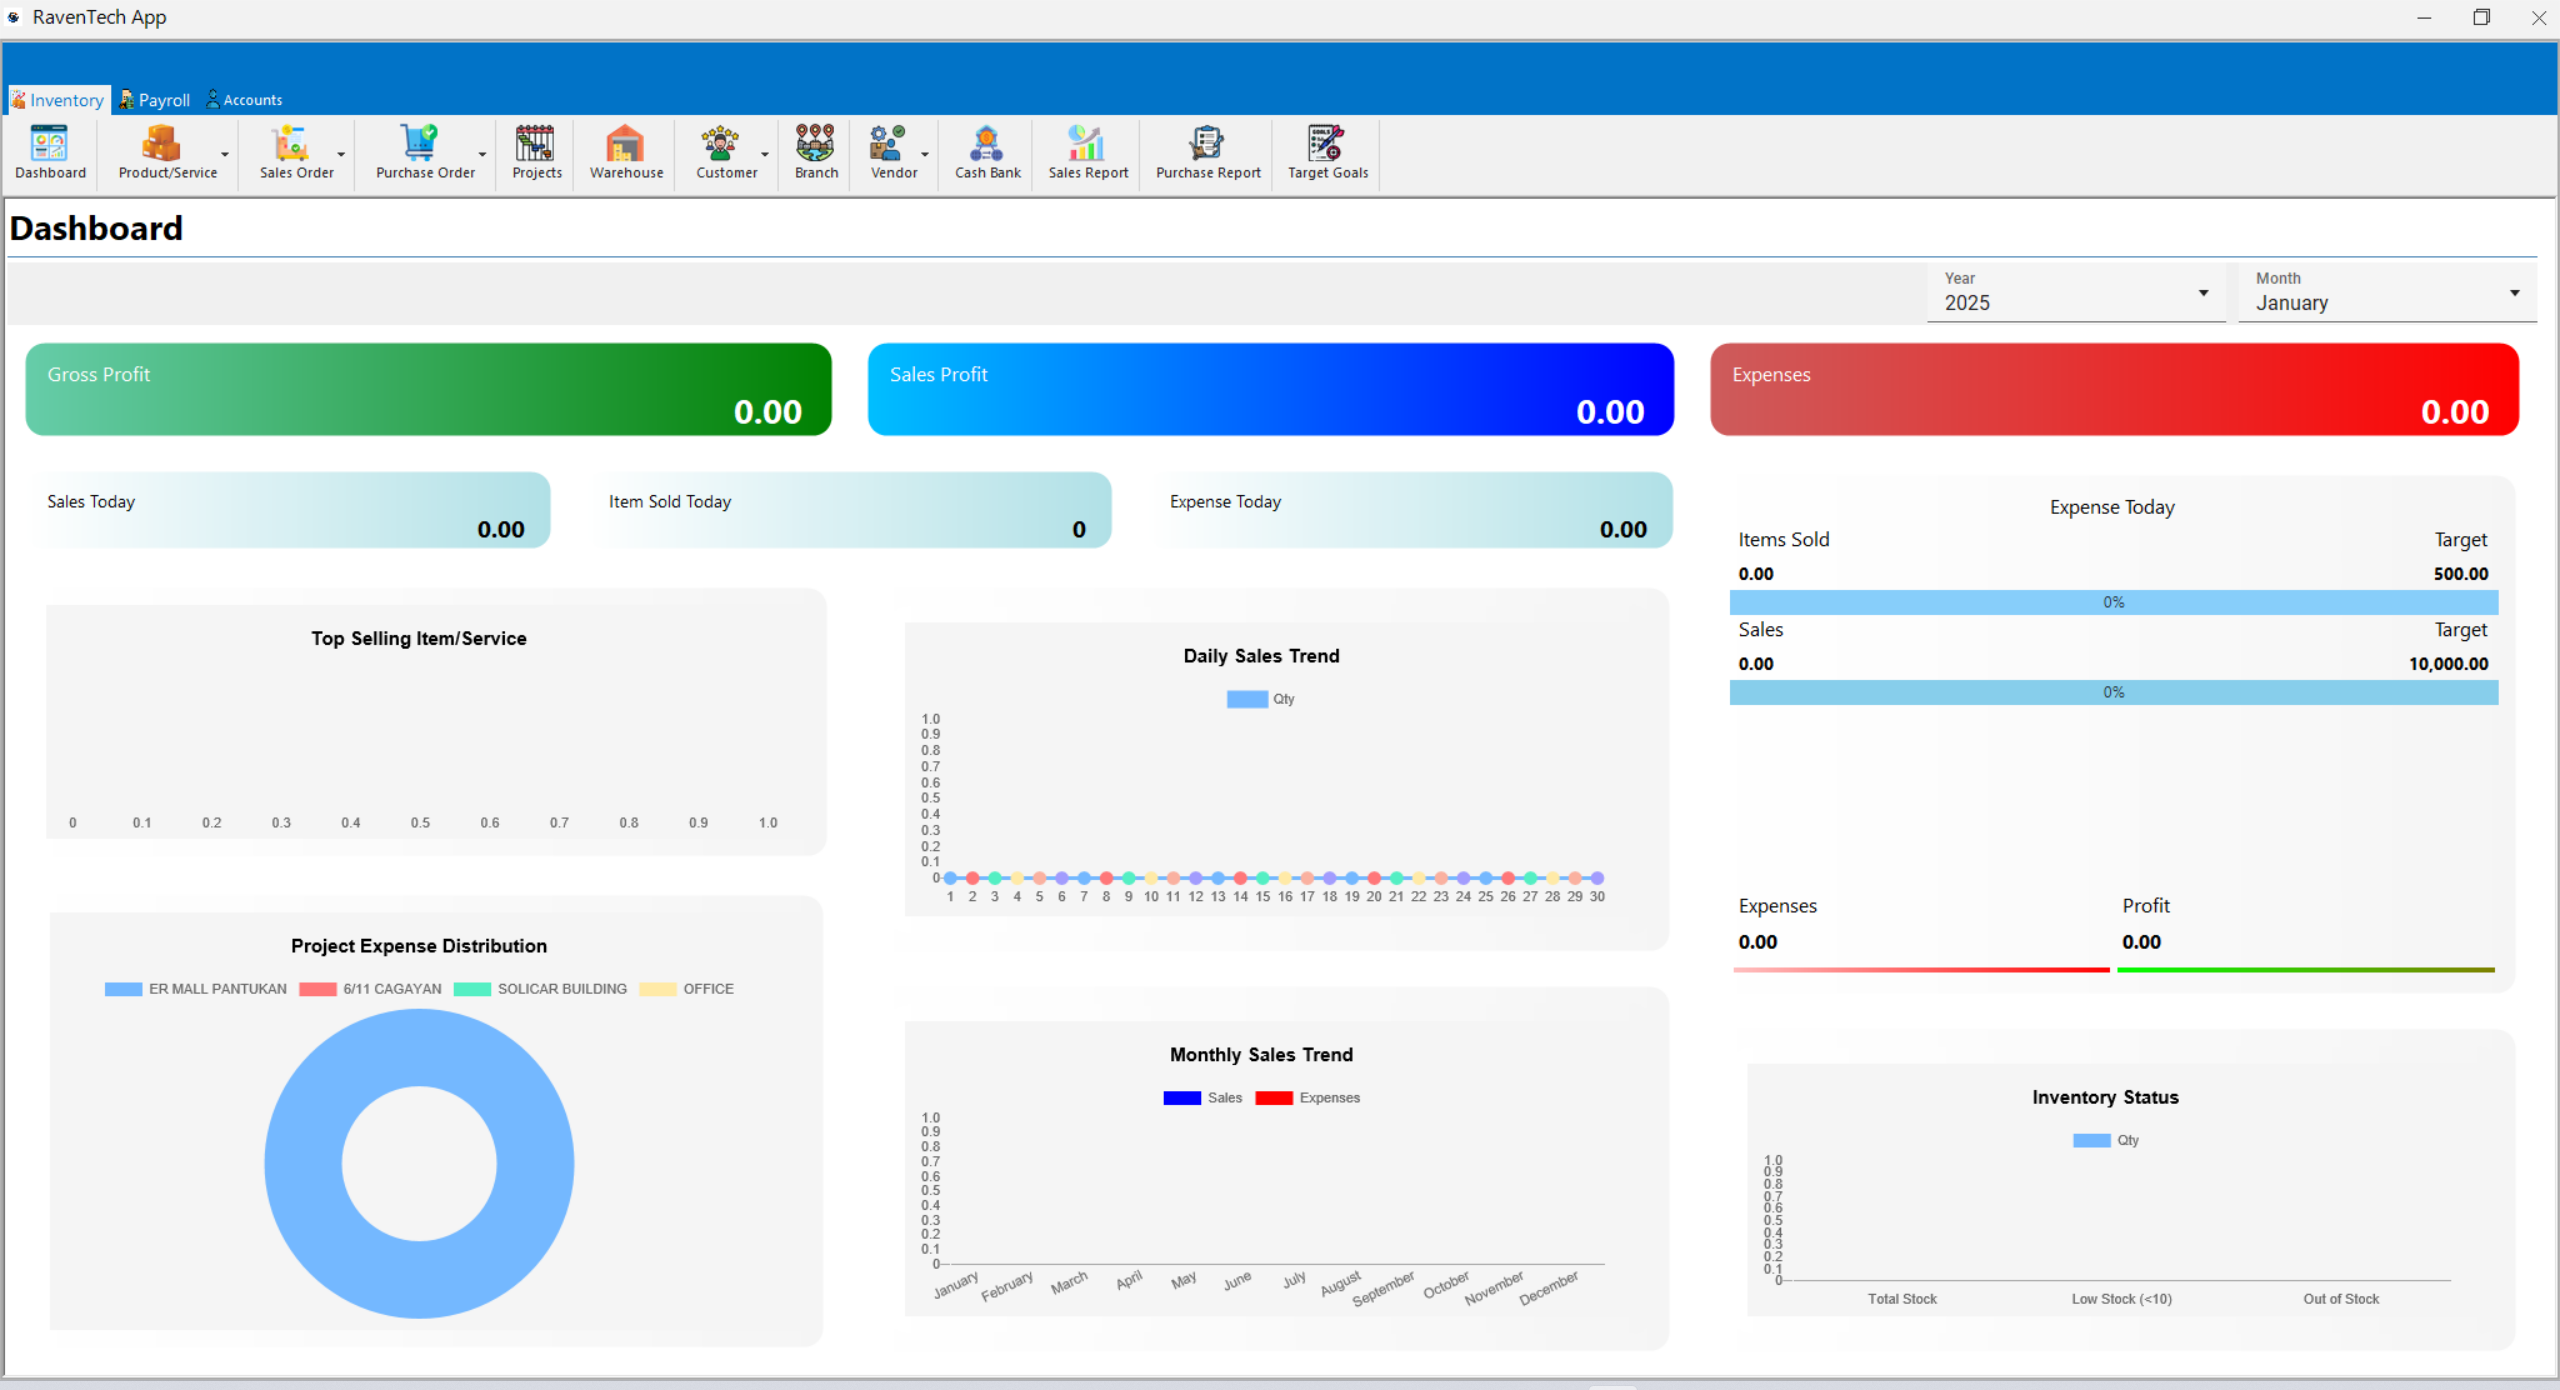 RavenTech App
Inventory Payroll Accounts
Dashboard Product/Service Sales Order Purchase Order Projects Warehouse Customer Branch Vendor Cash Bank Sales Report Purchase Report Target Goals
Dashboard
Year
2025
Month
January
Gross Profit
0.00
Sales Profit
0.00
Expenses
0.00
Sales Today
0.00
Item Sold Today
0
Expense Today
0.00
Expense Today
Items Sold Target
0.00 500.00
0%
Sales Target
0.00 10,000.00
0%
Expenses Profit
0.00 0.00
Top Selling Item/Service
0 0.1 0.2 0.3 0.4 0.5 0.6 0.7 0.8 0.9 1.0
Daily Sales Trend
Qty
1.0
0.9
0.8
0.7
0.6
0.5
0.4
0.3
0.2
0.1
0
1 2 3 4 5 6 7 8 9 10 11 12 13 14 15 16 17 18 19 20 21 22 23 24 25 26 27 28 29 30
Project Expense Distribution
ER MALL PANTUKAN 6/11 CAGAYAN SOLICAR BUILDING OFFICE
Monthly Sales Trend
Sales Expenses
1.0
0.9
0.8
0.7
0.6
0.5
0.4
0.3
0.2
0.1
0
January February March April May June July August September October November December
Inventory Status
Qty
1.0
0.9
0.8
0.7
0.6
0.5
0.4
0.3
0.2
0.1
0
Total Stock Low Stock (<10) Out of Stock